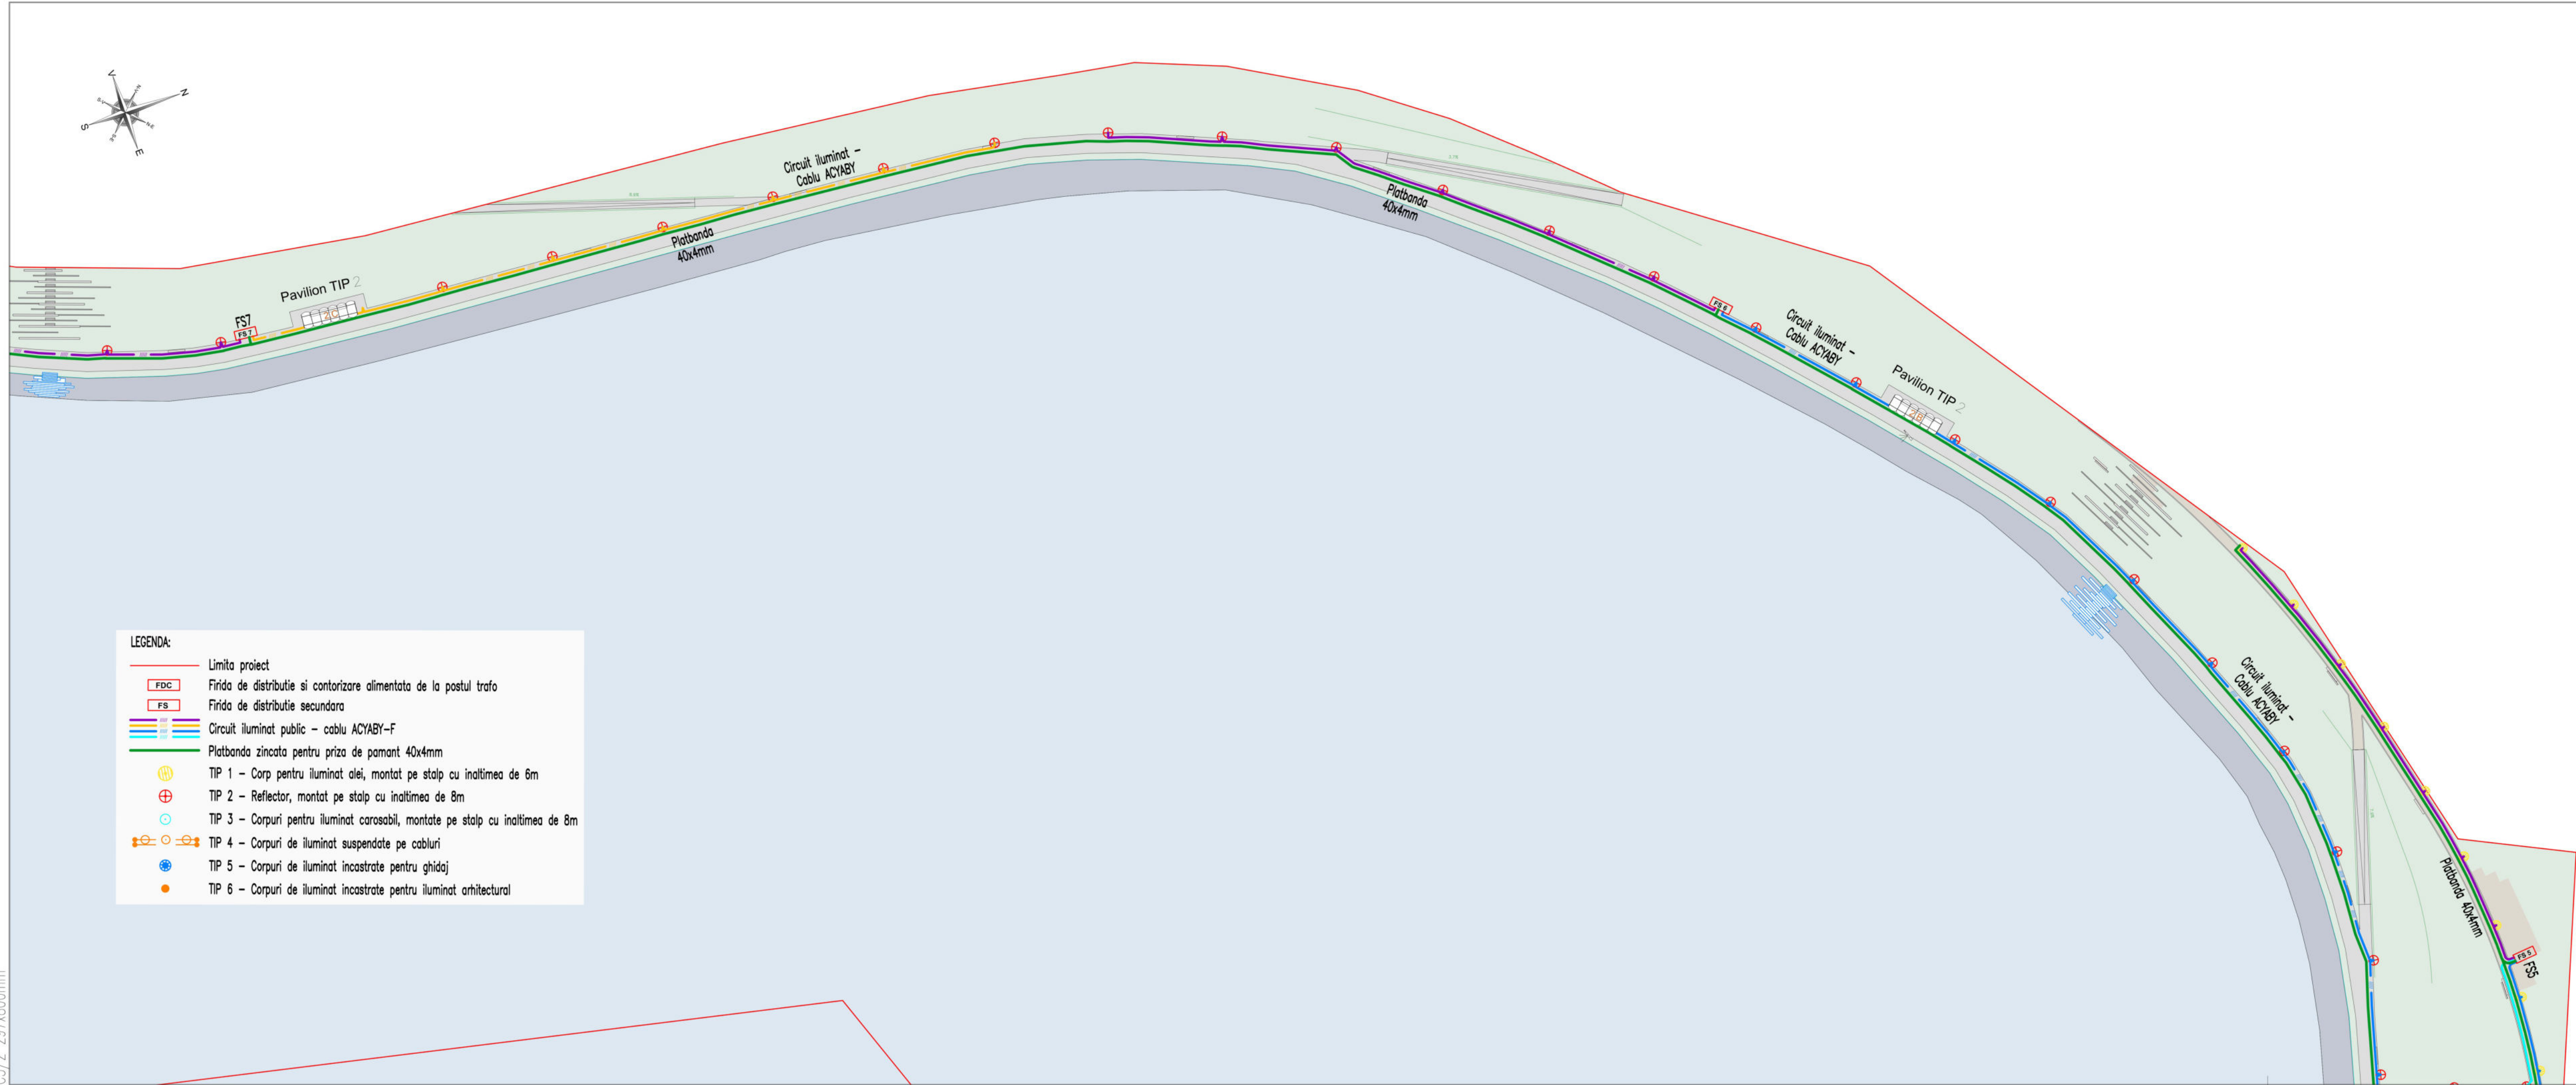 V
N
S
E
N-E
S-E
Circuit iluminat –
Cablu ACYABY
Platbanda
40x4mm
Pavilion TIP 2
2C
FS7
FS 7
Platbanda
40x4mm
FS 6
Circuit iluminat –
Cablu ACYABY
Pavilion TIP 2
2B
Circuit iluminat –
Cablu ACYABY
Platbanda 40x4mm
FS.5
FS5
LEGENDA:
Limita proiect
FDC Firida de distributie si contorizare alimentata de la postul trafo
FS Firida de distributie secundara
Circuit iluminat public – cablu ACYABY-F
Platbanda zincata pentru priza de pamant 40x4mm
TIP 1 – Corp pentru iluminat alei, montat pe stalp cu inaltimea de 6m
TIP 2 – Reflector, montat pe stalp cu inaltimea de 8m
TIP 3 – Corpuri pentru iluminat carosabil, montate pe stalp cu inaltimea de 8m
TIP 4 – Corpuri de iluminat suspendate pe cabluri
TIP 5 – Corpuri de iluminat incastrate pentru ghidaj
TIP 6 – Corpuri de iluminat incastrate pentru iluminat arhitectural